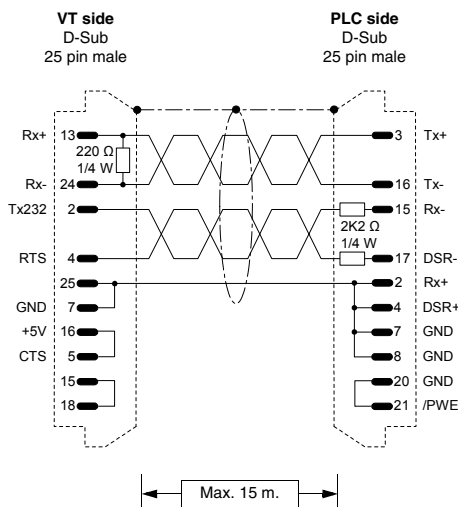 VT side
D-Sub
25 pin male
PLC side
D-Sub
25 pin male
Rx+ 13
3 Tx+
220 Ω
1/4 W
Rx- 24
16 Tx-
Tx232 2
15 Rx-
2K2 Ω
1/4 W
RTS 4
17 DSR-
25
2 Rx+
GND 7
4 DSR+
+5V 16
7 GND
CTS 5
8 GND
15
20 GND
18
21 /PWE
Max. 15 m.